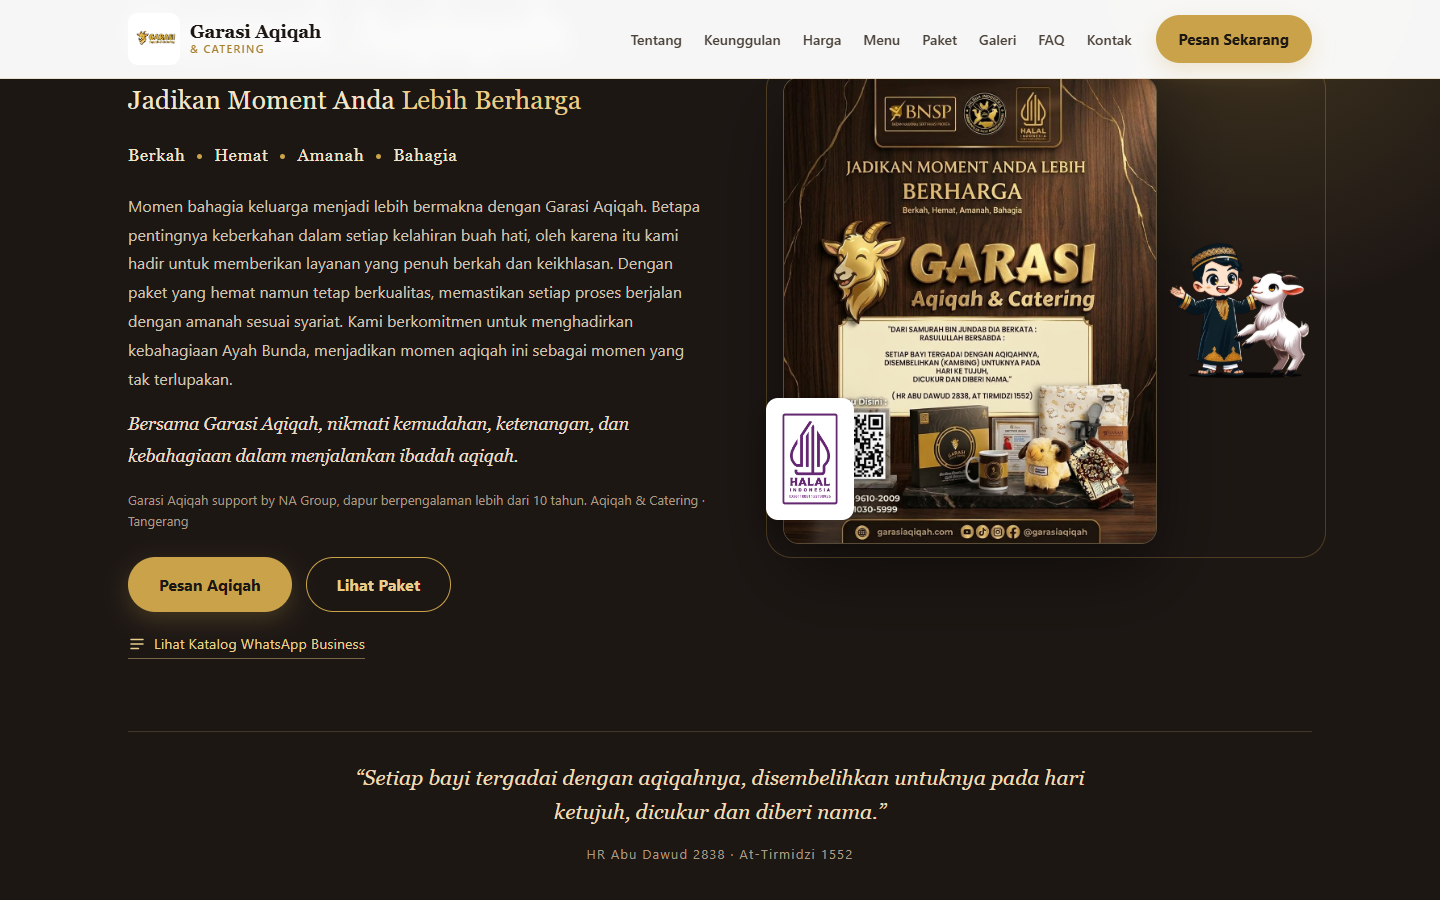 GARASI
Garasi Aqiqah
& CATERING
Tentang
Keunggulan
Harga
Menu
Paket
Galeri
FAQ
Kontak
Pesan Sekarang
Jadikan Moment Anda Lebih Berharga
Berkah • Hemat • Amanah • Bahagia
Momen bahagia keluarga menjadi lebih bermakna dengan Garasi Aqiqah. Betapa
pentingnya keberkahan dalam setiap kelahiran buah hati, oleh karena itu kami
hadir untuk memberikan layanan yang penuh berkah dan keikhlasan. Dengan
paket yang hemat namun tetap berkualitas, memastikan setiap proses berjalan
dengan amanah sesuai syariat. Kami berkomitmen untuk menghadirkan
kebahagiaan Ayah Bunda, menjadikan momen aqiqah ini sebagai momen yang
tak terlupakan.
Bersama Garasi Aqiqah, nikmati kemudahan, ketenangan, dan
kebahagiaan dalam menjalankan ibadah aqiqah.
Garasi Aqiqah support by NA Group, dapur berpengalaman lebih dari 10 tahun. Aqiqah & Catering ·
Tangerang
Pesan Aqiqah
Lihat Paket
Lihat Katalog WhatsApp Business
BNSP
HALAL
INDONESIA
JADIKAN MOMENT ANDA LEBIH
BERHARGA
Berkah, Hemat, Amanah, Bahagia
GARASI
Aqiqah & Catering
"DARI SAMURAH BIN JUNDAB DIA BERKATA :
RASULULLAH BERSABDA :
SETIAP BAYI TERGADAI DENGAN AQIQAHNYA,
DISEMBELIHKAN (KAMBING) UNTUKNYA PADA
HARI KE TUJUH,
DICUKUR DAN DIBERI NAMA."
( HR ABU DAWUD 2838, AT TIRMIDZI 1552)
u Disini :
HALAL
INDONESIA
GARASI
9610-2009
1030-5999
garasiaqiqah.com
@garasiaqiqah
“Setiap bayi tergadai dengan aqiqahnya, disembelihkan untuknya pada hari
ketujuh, dicukur dan diberi nama.”
HR Abu Dawud 2838 · At-Tirmidzi 1552